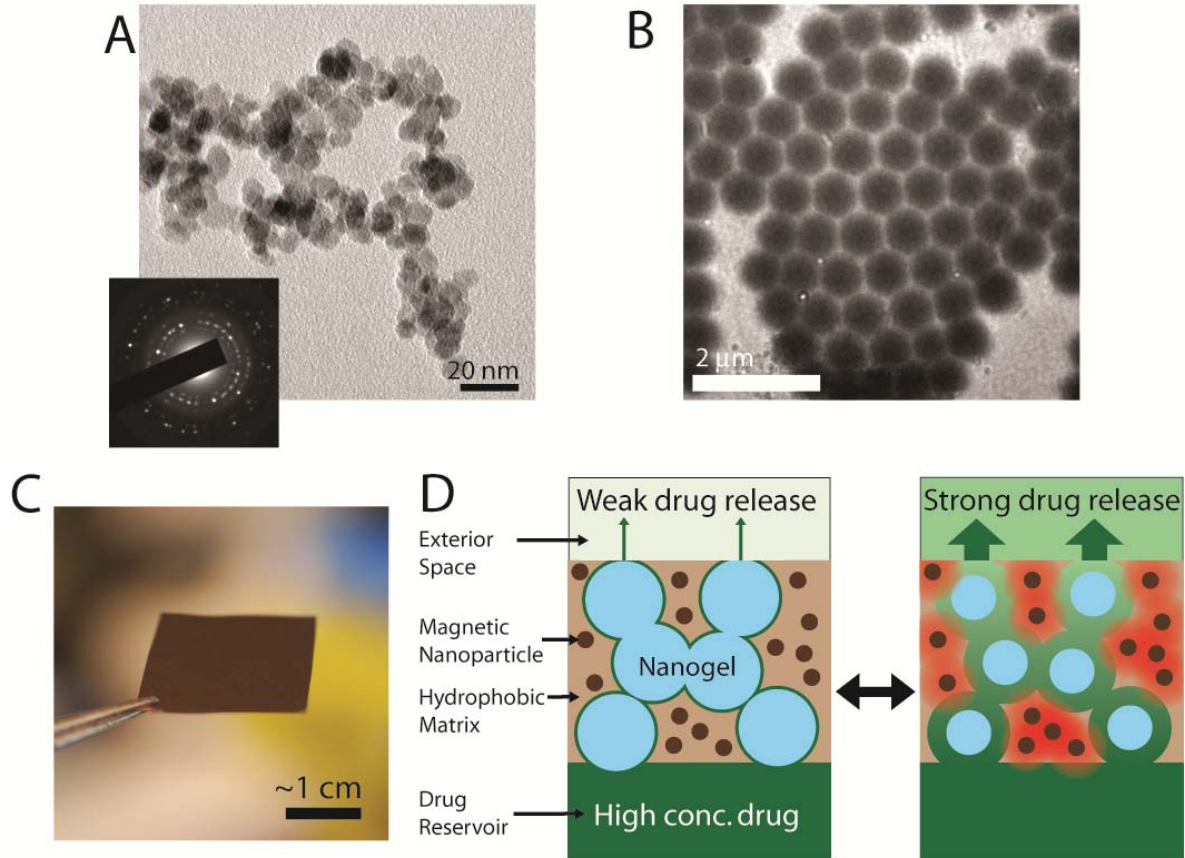 A
20 nm
B
2 µm
C
~1 cm
D
Weak drug release
Exterior
Space
Magnetic
Nanoparticle
Nanogel
Hydrophobic
Matrix
Drug
Reservoir
High conc. drug
Strong drug release